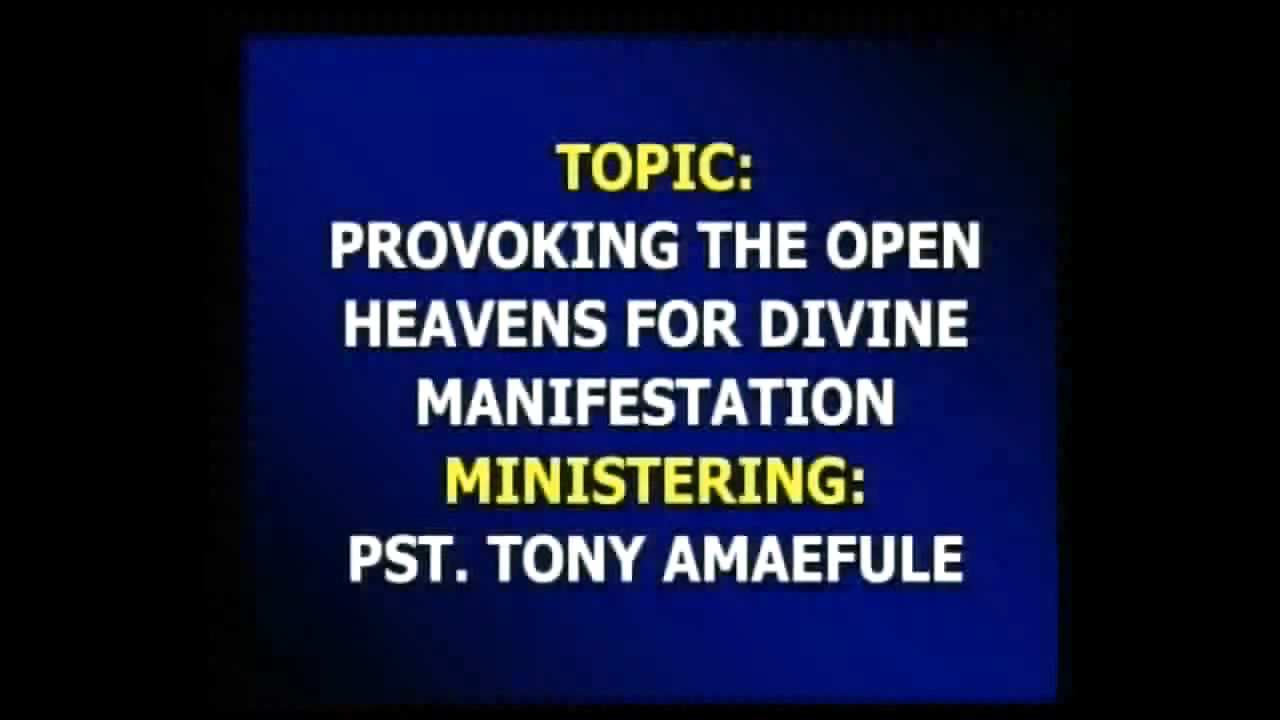 TOPIC:
PROVOKING THE OPEN
HEAVENS FOR DIVINE
MANIFESTATION
MINISTERING:
PST. TONY AMAEFULE